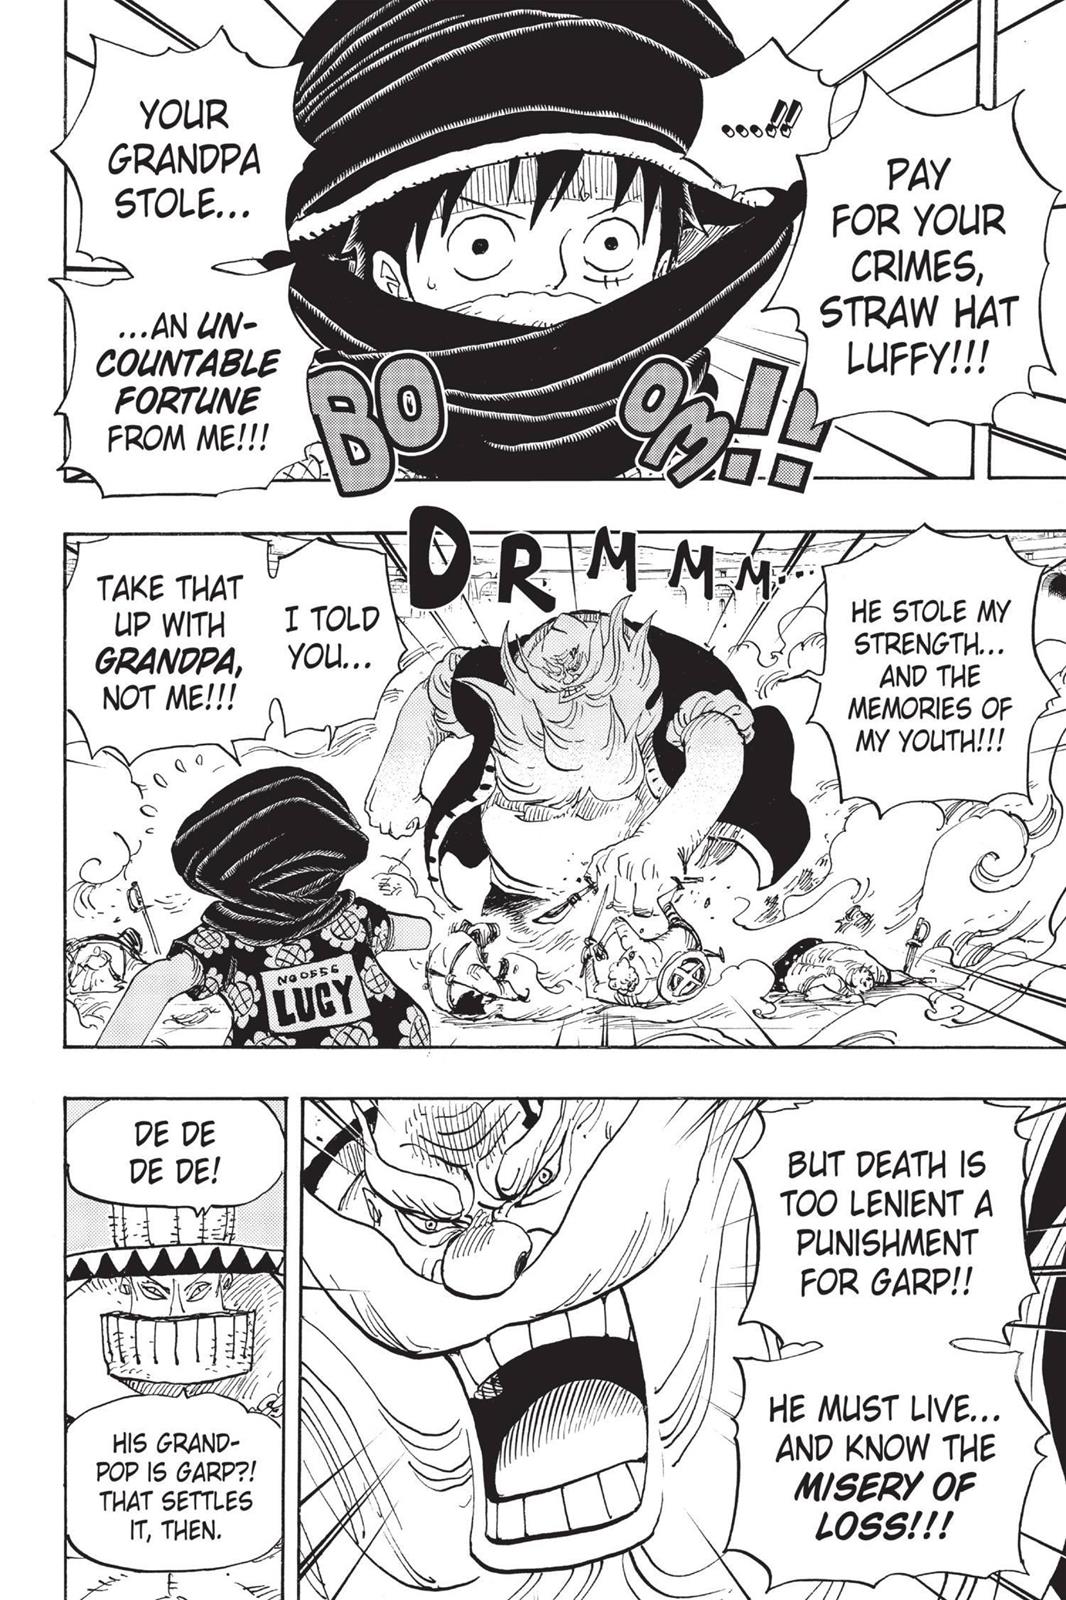 ....!!
PAY
FOR YOUR
CRIMES,
STRAW HAT
LUFFY!!!
YOUR
GRANDPA
STOLE...
...AN UN-
COUNTABLE
FORTUNE
FROM ME!!!
BOOM!!
DRMMM...
HE STOLE MY
STRENGTH...
AND THE
MEMORIES OF
MY YOUTH!!!
I TOLD
YOU...
TAKE THAT
UP WITH
GRANDPA,
NOT ME!!!
NO0556
LUCY
BUT DEATH IS
TOO LENIENT A
PUNISHMENT
FOR GARP!!
HE MUST LIVE...
AND KNOW THE
MISERY OF
LOSS!!!
DE DE
DE DE!
HIS GRAND-
POP IS GARP?!
THAT SETTLES
IT, THEN.